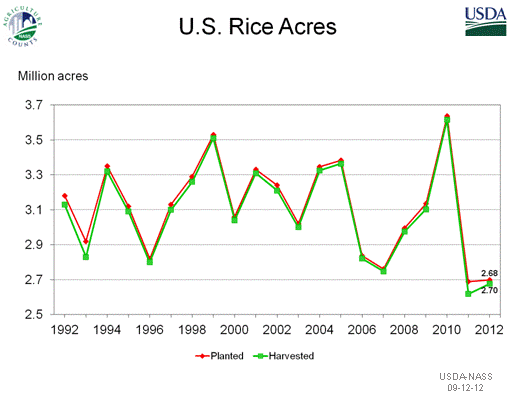 AGRICULTURE
NASS
COUNTS
U.S. Rice Acres
USDA
Million acres
3.7
3.5
3.3
3.1
2.9
2.7
2.5
2.68
2.70
1992 1994 1996 1998 2000 2002 2004 2006 2008 2010 2012
Planted Harvested
USDA-NASS
09-12-12